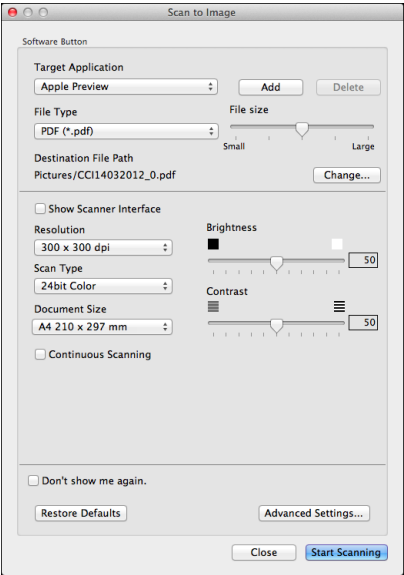 Scan to Image
Software Button
Target Application
Apple Preview
Add
Delete
File Type
File size
PDF (*.pdf)
Small
Large
Destination File Path
Pictures/CCI14032012_0.pdf
Change...
Show Scanner Interface
Resolution
Brightness
300 x 300 dpi
50
Scan Type
24bit Color
Contrast
Document Size
50
A4 210 x 297 mm
Continuous Scanning
Don't show me again.
Restore Defaults
Advanced Settings...
Close
Start Scanning